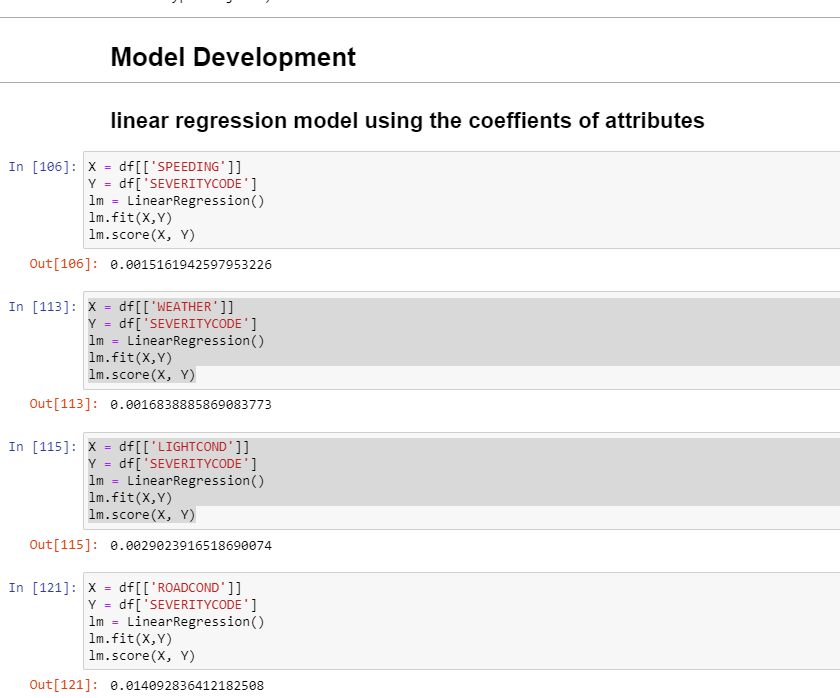 Model Development
linear regression model using the coeffients of attributes
In [106]: X = df[['SPEEDING']]
Y = df['SEVERITYCODE']
lm = LinearRegression()
lm.fit(X,Y)
lm.score(X, Y)
Out[106]: 0.0015161942597953226
In [113]: X = df[['WEATHER']]
Y = df['SEVERITYCODE']
lm = LinearRegression()
lm.fit(X,Y)
lm.score(X, Y)
Out[113]: 0.0016838885869083773
In [115]: X = df[['LIGHTCOND']]
Y = df['SEVERITYCODE']
lm = LinearRegression()
lm.fit(X,Y)
lm.score(X, Y)
Out[115]: 0.0029023916518690074
In [121]: X = df[['ROADCOND']]
Y = df['SEVERITYCODE']
lm = LinearRegression()
lm.fit(X,Y)
lm.score(X, Y)
Out[121]: 0.014092836412182508